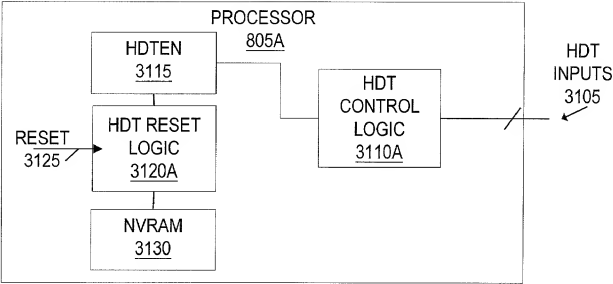 PROCESSOR
805A
HDTEN
3115
HDT RESET
LOGIC
3120A
NVRAM
3130
RESET
3125
HDT
CONTROL
LOGIC
3110A
HDT
INPUTS
3105